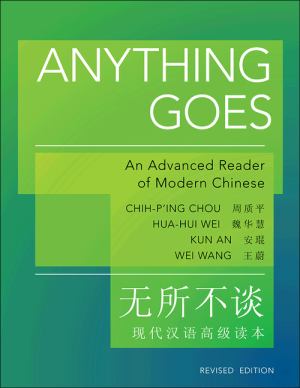 ANYTHING
GOES
An Advanced Reader
of Modern Chinese
CHIH-P'ING CHOU 周质平
HUA-HUI WEI 魏华慧
KUN AN 安琨
WEI WANG 王蔚
无所不谈
现代汉语高级读本
REVISED EDITION